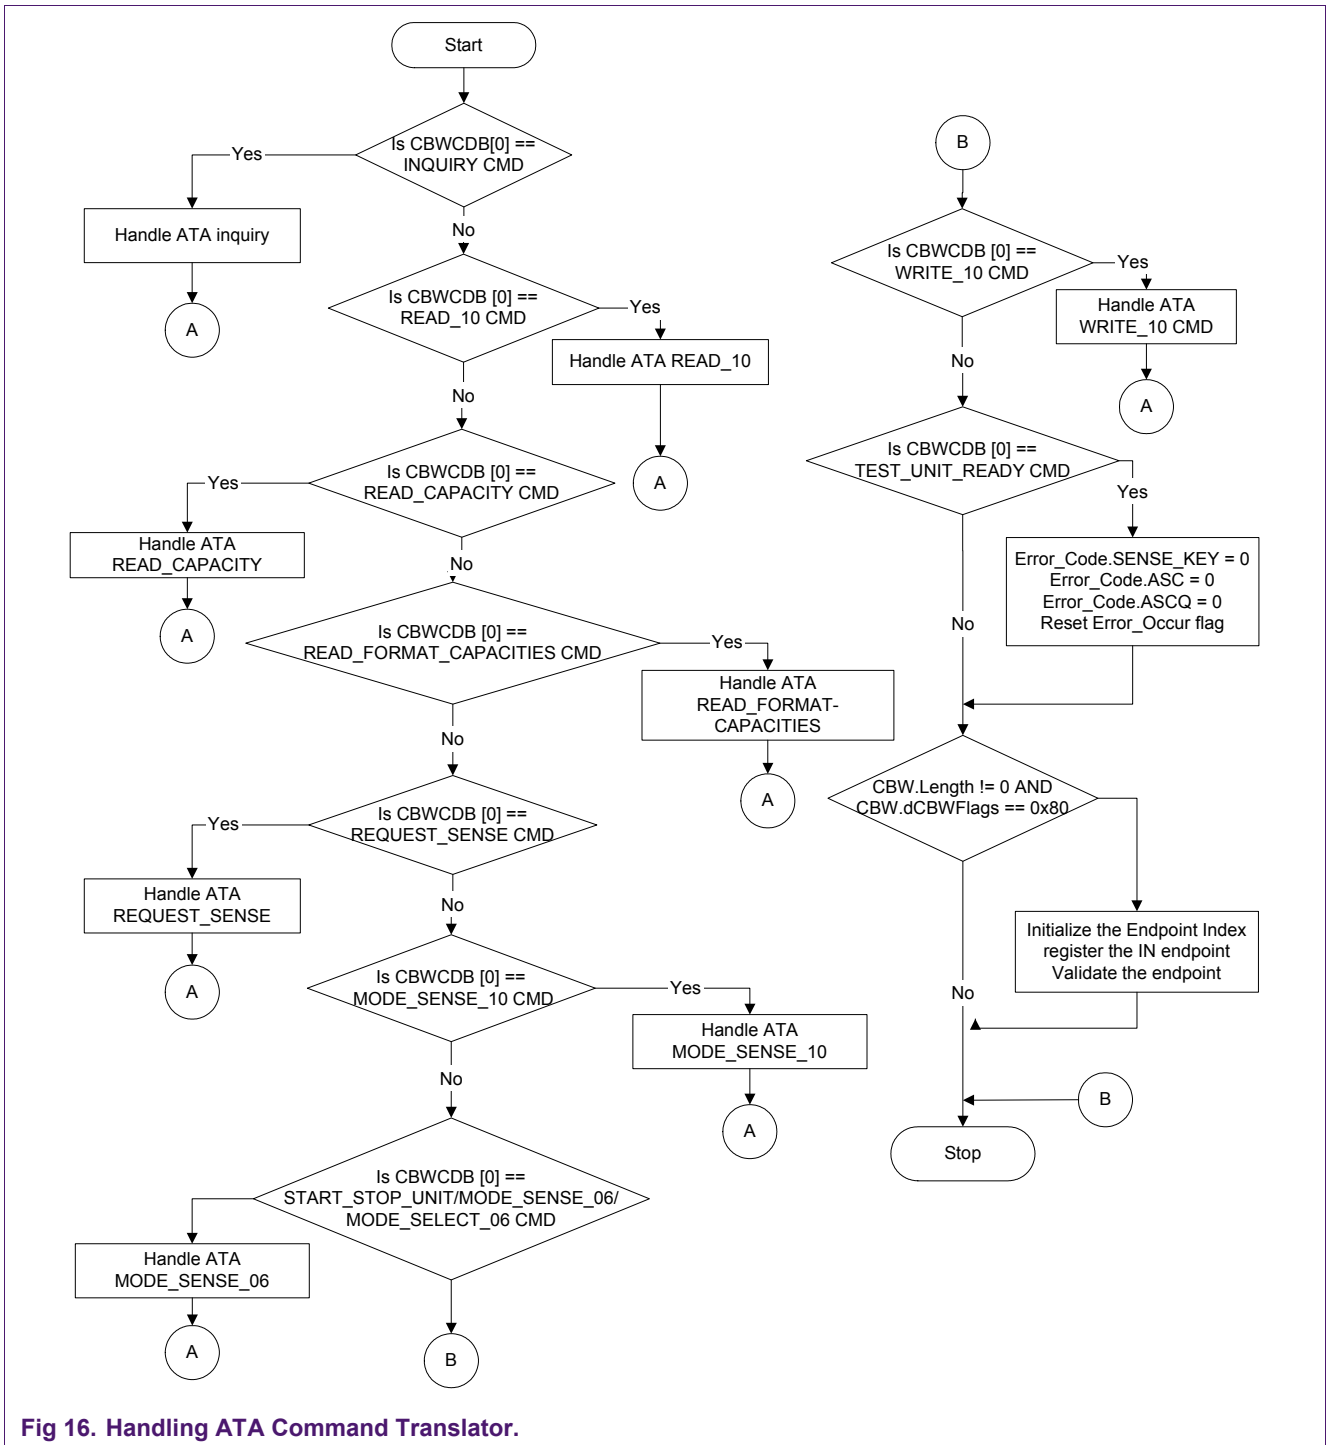 Start
Is CBWCDB[0] ==
INQUIRY CMD
Yes
Handle ATA inquiry
A
No
Is CBWCDB [0] ==
READ_10 CMD
Yes
Handle ATA READ_10
A
No
Is CBWCDB [0] ==
READ_CAPACITY CMD
Yes
Handle ATA
READ_CAPACITY
A
No
Is CBWCDB [0] ==
READ_FORMAT_CAPACITIES CMD
Yes
Handle ATA
READ_FORMAT-
CAPACITIES
A
No
Is CBWCDB [0] ==
REQUEST_SENSE CMD
Yes
Handle ATA
REQUEST_SENSE
A
No
Is CBWCDB [0] ==
MODE_SENSE_10 CMD
Yes
Handle ATA
MODE_SENSE_10
A
No
Is CBWCDB [0] ==
START_STOP_UNIT/MODE_SENSE_06/
MODE_SELECT_06 CMD
Handle ATA
MODE_SENSE_06
A
B
B
Is CBWCDB [0] ==
WRITE_10 CMD
Yes
Handle ATA
WRITE_10 CMD
A
No
Is CBWCDB [0] ==
TEST_UNIT_READY CMD
Yes
Error_Code.SENSE_KEY = 0
Error_Code.ASC = 0
Error_Code.ASCQ = 0
Reset Error_Occur flag
No
CBW.Length != 0 AND
CBW.dCBWFlags == 0x80
Initialize the Endpoint Index
register the IN endpoint
Validate the endpoint
No
B
Stop
Fig 16. Handling ATA Command Translator.